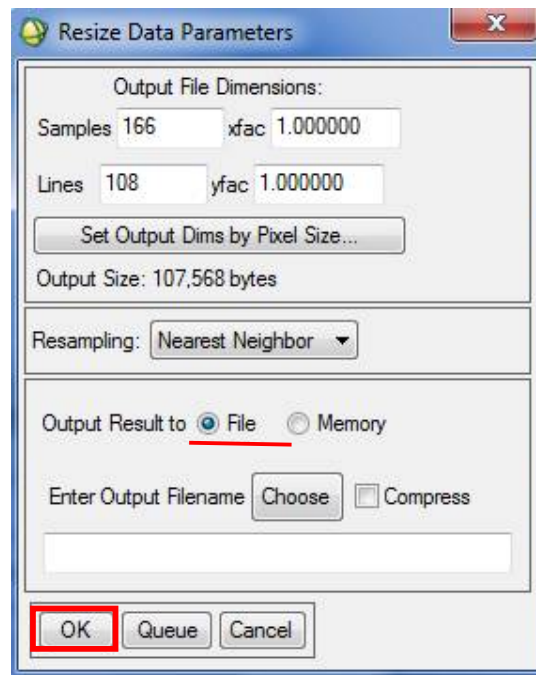 Resize Data Parameters
Output File Dimensions:
Samples 166 xfac 1.000000
Lines 108 yfac 1.000000
Set Output Dims by Pixel Size...
Output Size: 107,568 bytes
Resampling: Nearest Neighbor
Output Result to File Memory
Enter Output Filename Choose Compress
OK Queue Cancel